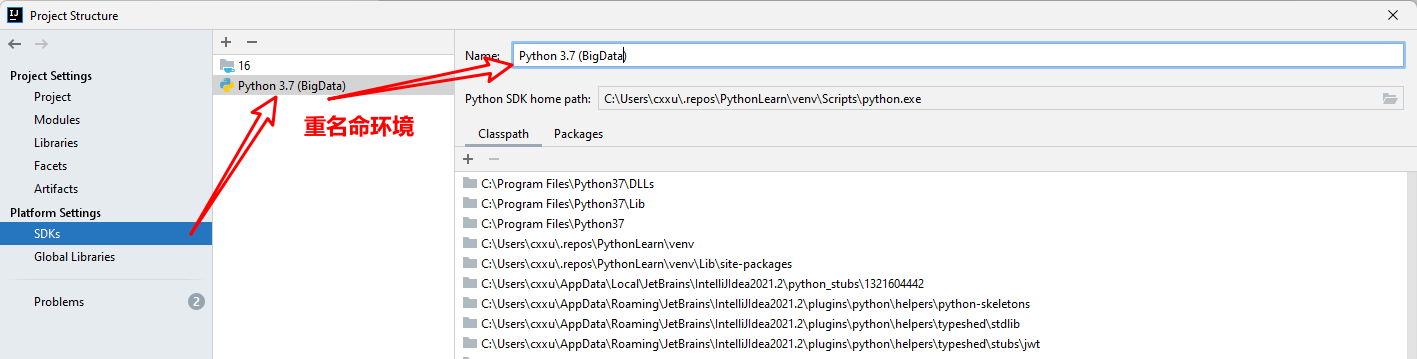 Project Structure
Project Settings
Project
Modules
Libraries
Facets
Artifacts
Platform Settings
SDKs
Global Libraries
Problems 2
16
Python 3.7 (BigData)
重名命环境
Name: Python 3.7 (BigData)
Python SDK home path: C:\Users\cxxu\.repos\PythonLearn\venv\Scripts\python.exe
Classpath Packages
C:\Program Files\Python37\DLLs
C:\Program Files\Python37\Lib
C:\Program Files\Python37
C:\Users\cxxu\.repos\PythonLearn\venv
C:\Users\cxxu\.repos\PythonLearn\venv\Lib\site-packages
C:\Users\cxxu\AppData\Local\JetBrains\IntelliJIdea2021.2\python_stubs\1321604442
C:\Users\cxxu\AppData\Roaming\JetBrains\IntelliJIdea2021.2\plugins\python\helpers\python-skeletons
C:\Users\cxxu\AppData\Roaming\JetBrains\IntelliJIdea2021.2\plugins\python\helpers\typeshed\stdlib
C:\Users\cxxu\AppData\Roaming\JetBrains\IntelliJIdea2021.2\plugins\python\helpers\typeshed\stubs\jwt